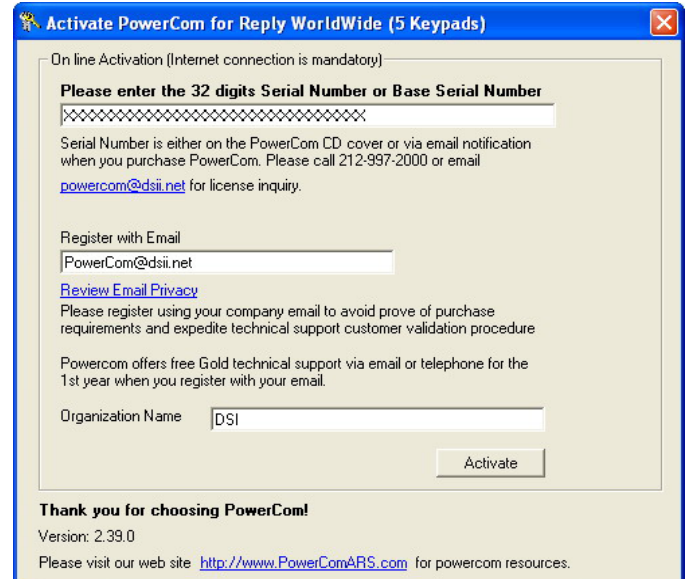 Activate PowerCom for Reply WorldWide (5 Keypads)
On line Activation (Internet connection is mandatory)
Please enter the 32 digits Serial Number or Base Serial Number
XXXXXXXXXXXXXXXXXXXXXXXXXXXXXXXX
Serial Number is either on the PowerCom CD cover or via email notification
when you purchase PowerCom. Please call 212-997-2000 or email
powercom@dsii.net for license inquiry.
Register with Email
PowerCom@dsii.net
Review Email Privacy
Please register using your company email to avoid prove of purchase
requirements and expedite technical support customer validation procedure
Powercom offers free Gold technical support via email or telephone for the
1st year when you register with your email.
Organization Name
DSI
Activate
Thank you for choosing PowerCom!
Version: 2.39.0
Please visit our web site http://www.PowerComARS.com for powercom resources.